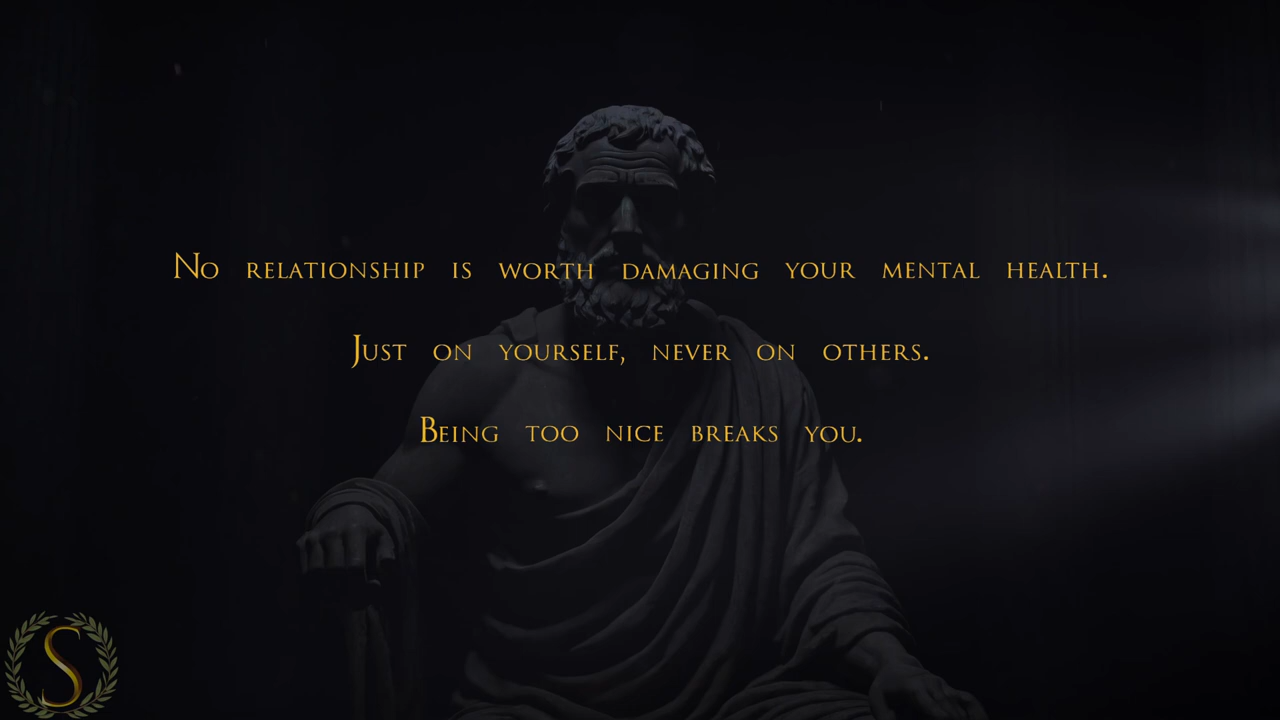 No relationship is worth damaging your mental health.
Just on yourself, never on others.
Being too nice breaks you.
S